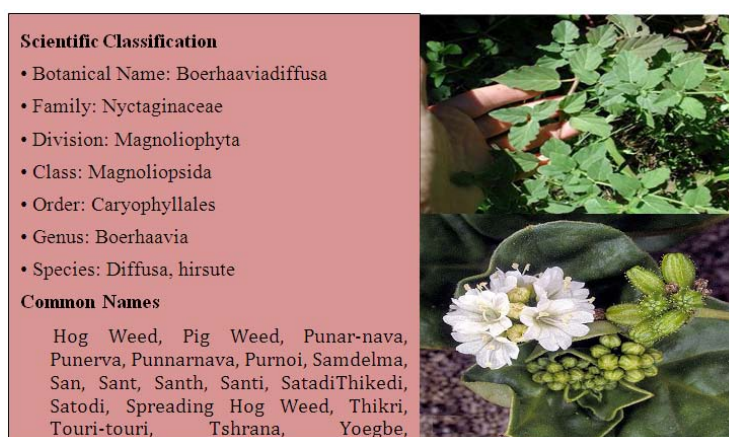 Scientific Classification
• Botanical Name: Boerhaaviadiffusa
• Family: Nyctaginaceae
• Division: Magnoliophyta
• Class: Magnoliopsida
• Order: Caryophyllales
• Genus: Boerhaavia
• Species: Diffusa, hirsute
Common Names
Hog Weed, Pig Weed, Punar-nava,
Punerva, Punnarnava, Purnoi, Samdelma,
San, Sant, Santh, Santi, SatadiThikedi,
Satodi, Spreading Hog Weed, Thikri,
Touri-touri, Tshrana, Yoegbe,